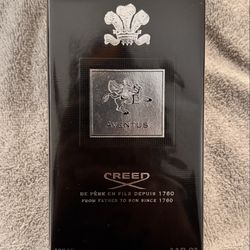 AVENTUS
CREED
DE PÈRE EN FILS DEPUIS 1760
FROM FATHER TO SON SINCE 1760